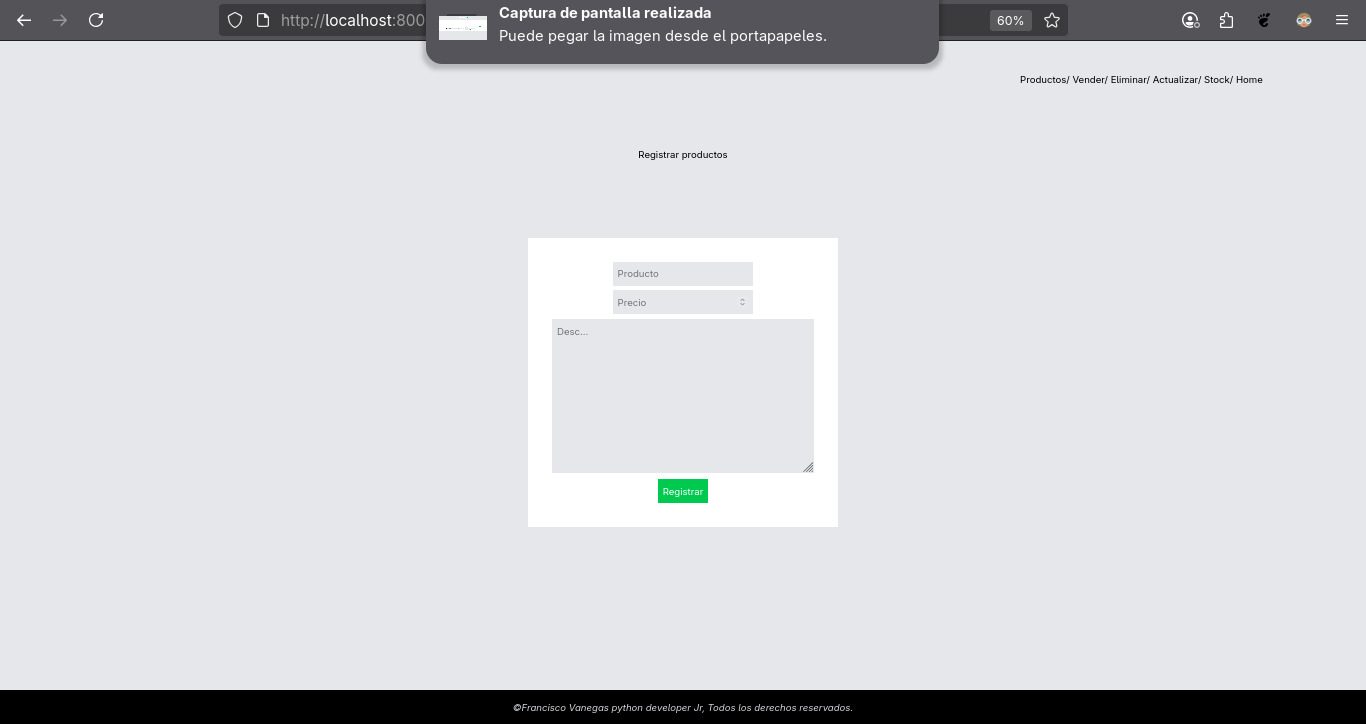 http://localhost:800
60%
Captura de pantalla realizada
Puede pegar la imagen desde el portapapeles.
Productos/ Vender/ Eliminar/ Actualizar/ Stock/ Home
Registrar productos
Producto
Precio
Desc...
Registrar
©Francisco Vanegas python developer Jr, Todos los derechos reservados.